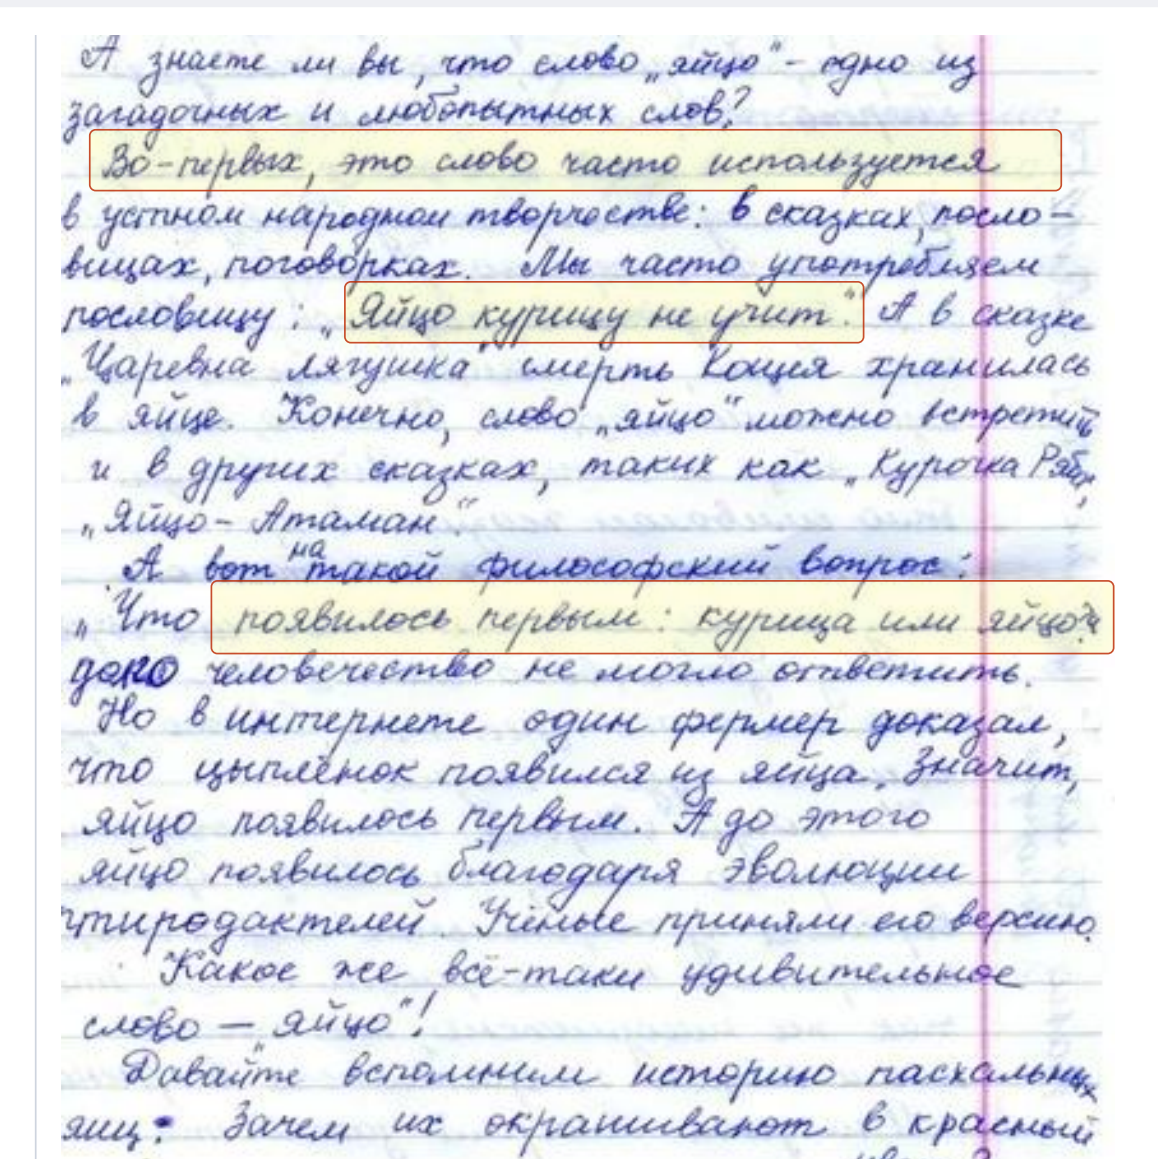 А знаете ли вы, что слово „яйцо" - одно из
загадочных и любопытных слов?
Во-первых, это слово часто используется
в устном народном творчестве: в сказках, посло-
вицах, поговорках. Мы часто употребляем
пословицу: „Яйцо курицу не учит". А в сказке
„Царевна лягушка" смерть Кощея хранилась
в яйце. Конечно, слово „яйцо" можно встретить
и в других сказках, таких как „Курочка Ряба",
„Яйцо - Атаман".
А вот на такой философский вопрос:
„Что появилось первым: курица или яйцо?"
долго человечество не могло ответить.
Но в интернете один фермер доказал,
что цыплёнок появился из яйца. Значит,
яйцо появилось первым. А до этого
яйцо появилось благодаря эволюции
птиродактелей. Учёные приняли его версию.
Какое же всё-таки удивительное
слово — „яйцо"!
Давайте вспомним историю пасхальных
яиц. Зачем их окрашивают в красный